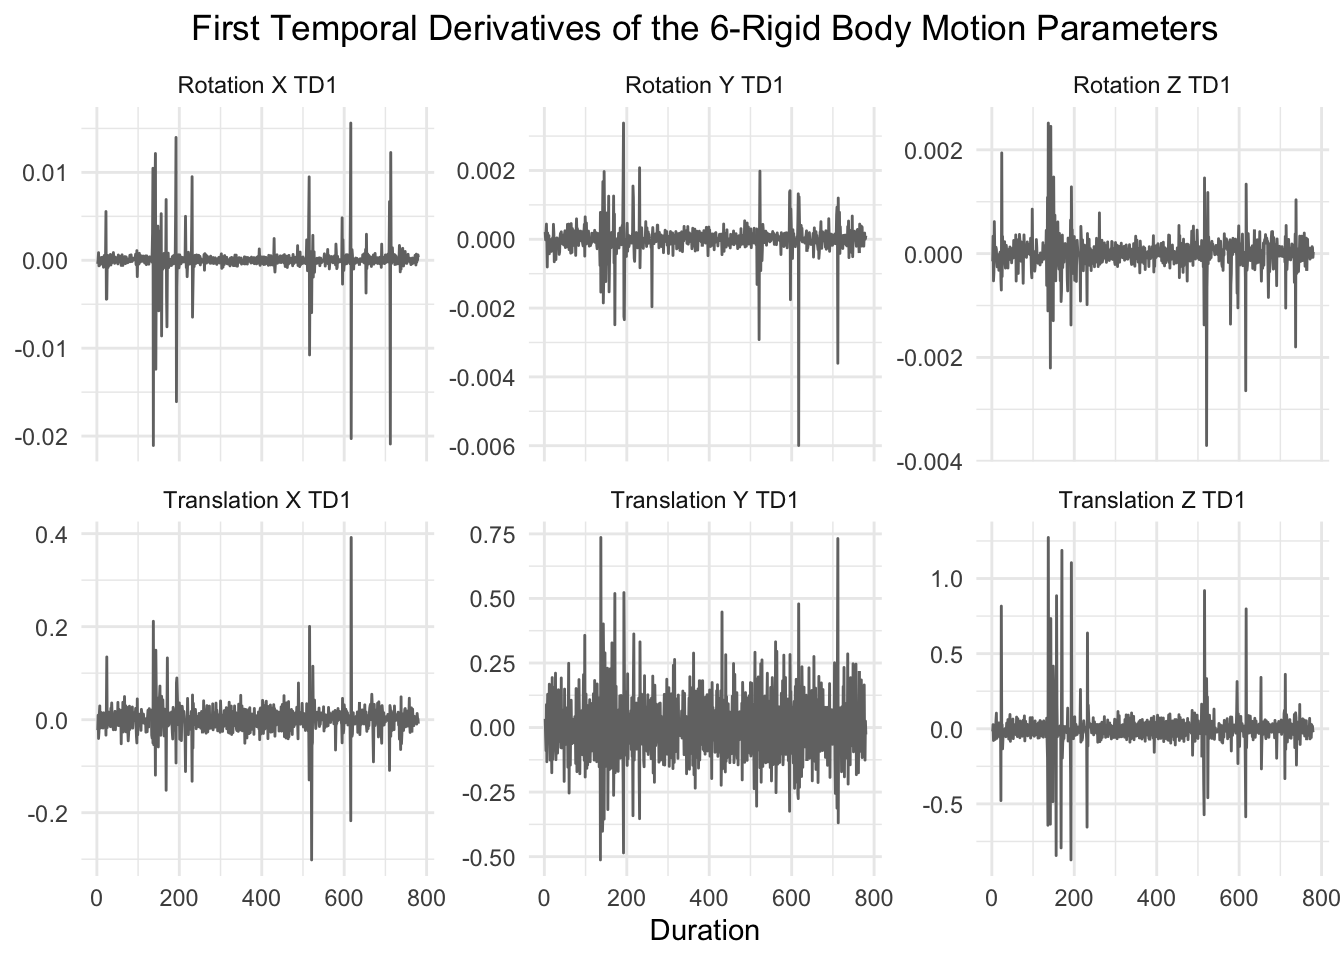 First Temporal Derivatives of the 6-Rigid Body Motion Parameters
Rotation X TD1
Rotation Y TD1
Rotation Z TD1
0.01
0.00
-0.01
-0.02
0.002
0.000
-0.002
-0.004
-0.006
0.002
0.000
-0.002
-0.004
Translation X TD1
Translation Y TD1
Translation Z TD1
0.4
0.2
0.0
-0.2
0.75
0.50
0.25
0.00
-0.25
-0.50
1.0
0.5
0.0
-0.5
0 200 400 600 800
0 200 400 600 800
0 200 400 600 800
Duration